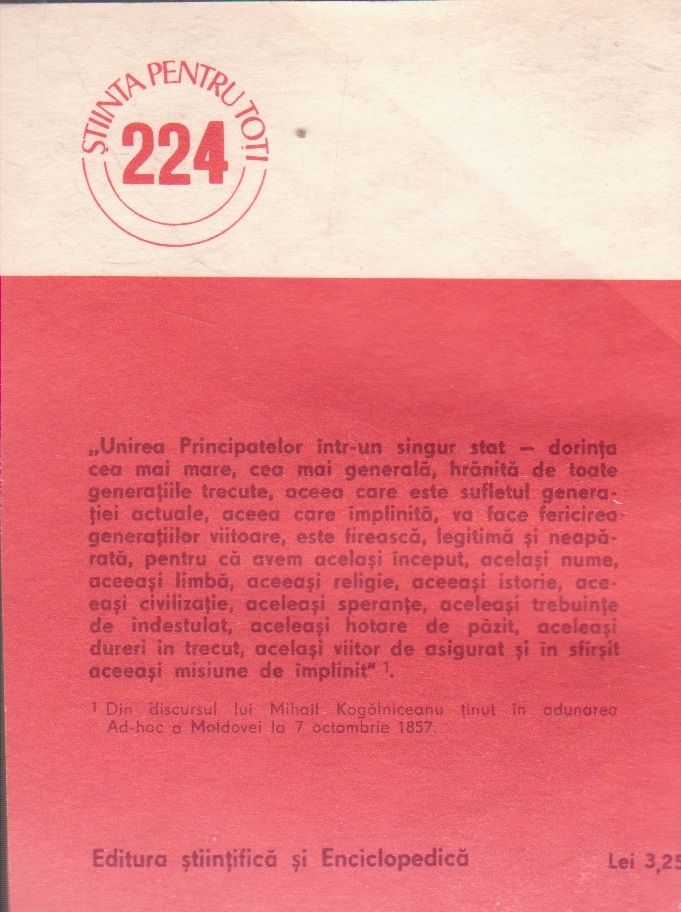 ȘTIINȚA PENTRU TOȚI
224
„Unirea Principatelor într-un singur stat — dorința
cea mai mare, cea mai generală, hrănită de toate
generațiile trecute, aceea care este sufletul genera-
ției actuale, aceea care împlinită, va face fericirea
generațiilor viitoare, este firească, legitimă și neapă-
rată, pentru că avem același început, același nume,
aceeași limbă, aceeași religie, aceeași istorie, ace-
eași civilizație, aceleași speranțe, aceleași trebuințe
de îndestulat, aceleași hotare de păzit, aceleași
dureri în trecut, același viitor de asigurat și în sfîrșit
aceeași misiune de împlinit" ¹.
¹ Din discursul lui Mihail Kogălniceanu ținut în adunarea
Ad-hoc a Moldovei la 7 octombrie 1857.
Editura științifică și Enciclopedică
Lei 3,25